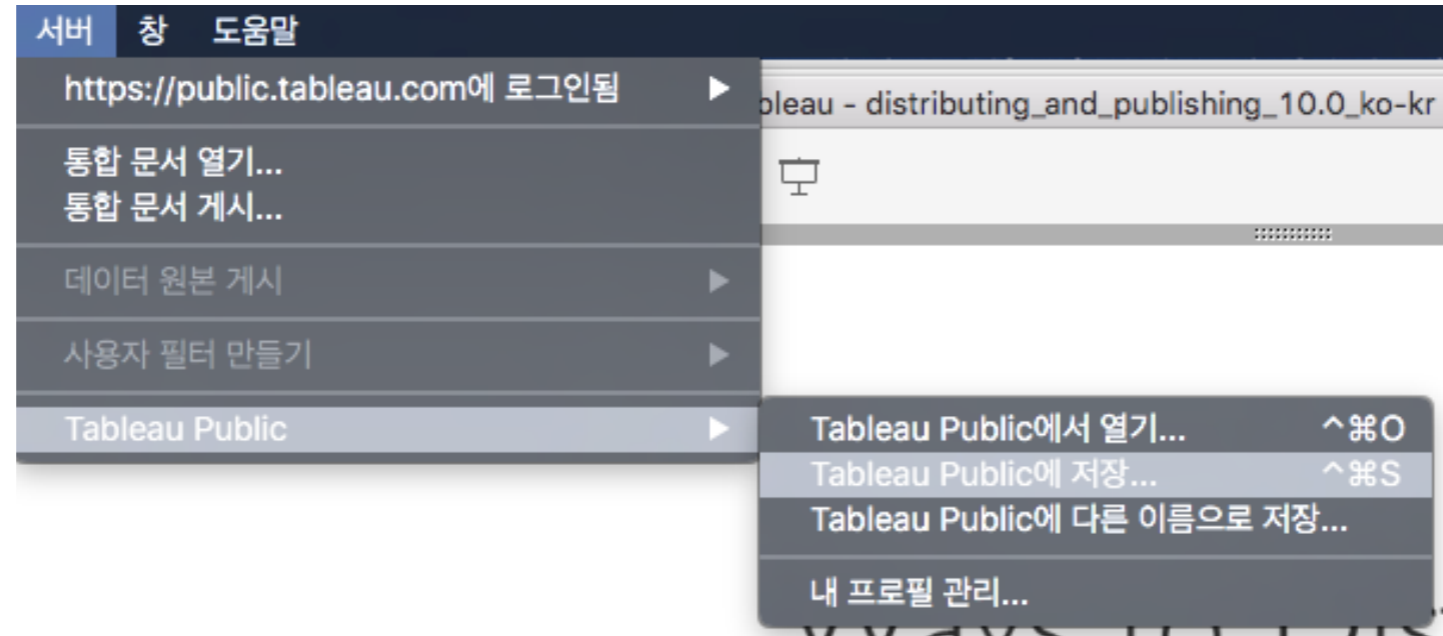 서버 창 도움말
https://public.tableau.com에 로그인됨
bleau - distributing_and_publishing_10.0_ko-kr
통합 문서 열기...
통합 문서 게시...
데이터 원본 게시
사용자 필터 만들기
Tableau Public
Tableau Public에서 열기... ^⌘O
Tableau Public에 저장... ^⌘S
Tableau Public에 다른 이름으로 저장...
내 프로필 관리...